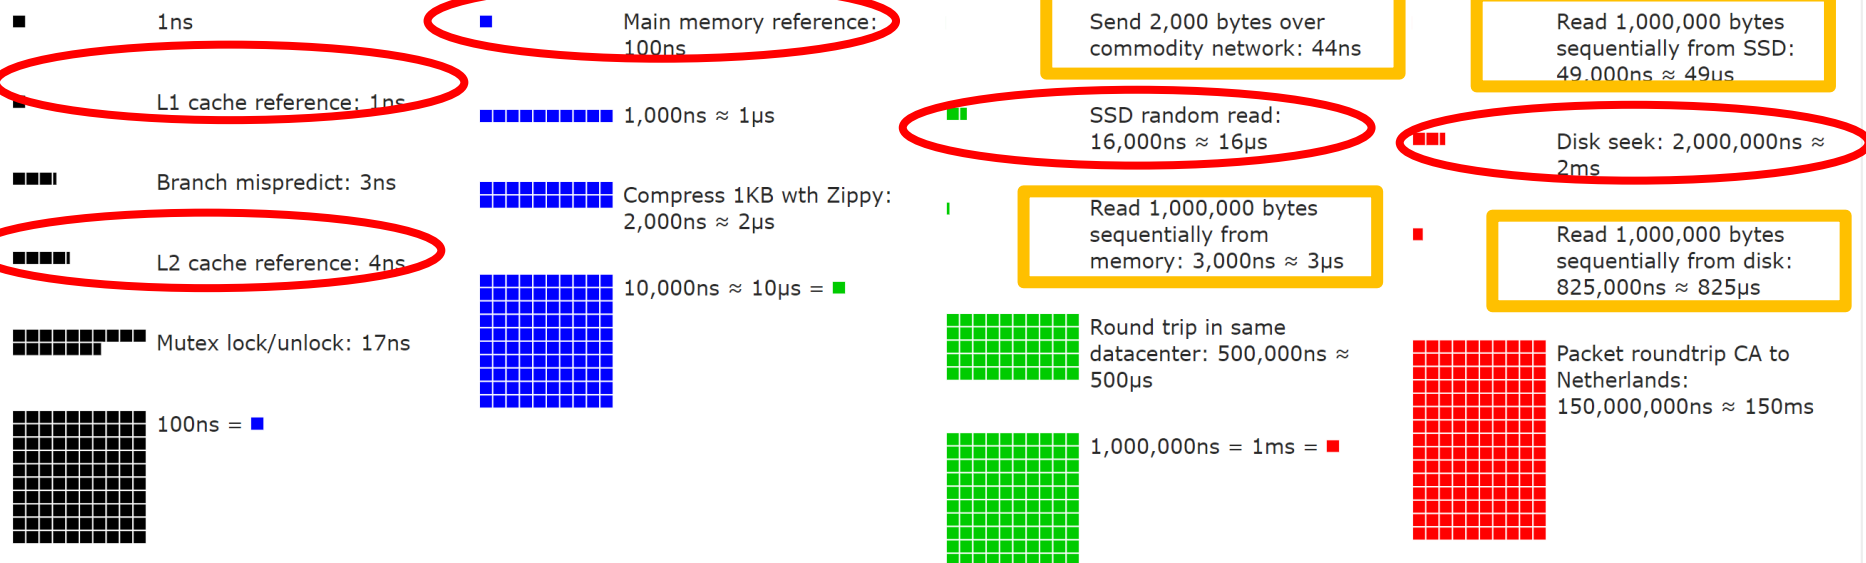 1ns
L1 cache reference: 1ns
Branch mispredict: 3ns
L2 cache reference: 4ns
Mutex lock/unlock: 17ns
100ns =
Main memory reference:
100ns
1,000ns ≈ 1µs
Compress 1KB wth Zippy:
2,000ns ≈ 2µs
10,000ns ≈ 10µs =
Send 2,000 bytes over
commodity network: 44ns
SSD random read:
16,000ns ≈ 16µs
Read 1,000,000 bytes
sequentially from
memory: 3,000ns ≈ 3µs
Round trip in same
datacenter: 500,000ns ≈
500µs
1,000,000ns = 1ms =
Read 1,000,000 bytes
sequentially from SSD:
49,000ns ≈ 49µs
Disk seek: 2,000,000ns ≈
2ms
Read 1,000,000 bytes
sequentially from disk:
825,000ns ≈ 825µs
Packet roundtrip CA to
Netherlands:
150,000,000ns ≈ 150ms